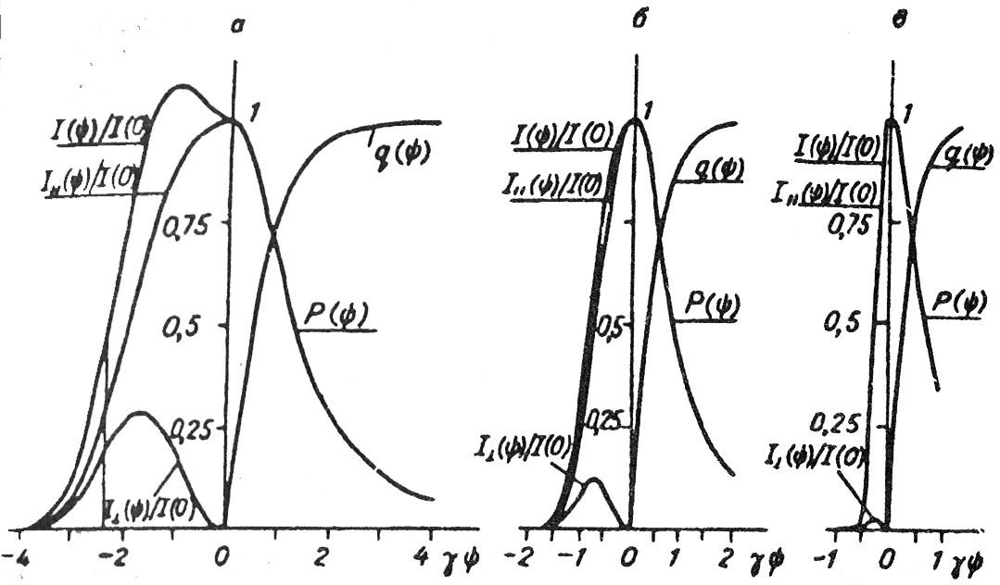 а
1
I(ψ)/I(0)
I„(ψ)/I(0)
0,75
q(ψ)
0,5
P(ψ)
0,25
I⊥(ψ)/I(0)
-4 -2 0 2 4 γψ
б
1
I(ψ)/I(0)
I„(ψ)/I(0)
q(ψ)
0,5
P(ψ)
0,25
I⊥(ψ)/I(0)
-2 -1 0 1 2 γψ
в
1
I(ψ)/I(0)
q(ψ)
I„(ψ)/I(0)
0,75
0,5
P(ψ)
0,25
I⊥(ψ)/I(0)
-1 0 1 γψ